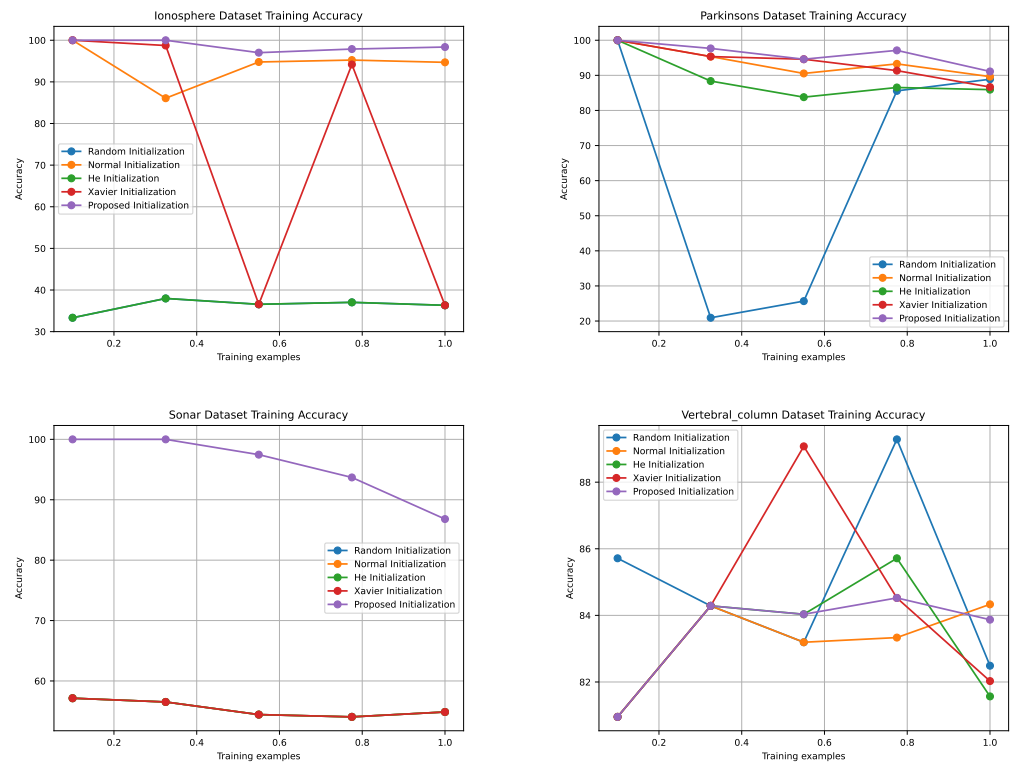 Ionosphere Dataset Training Accuracy
100
90
80
70
60
50
40
30
Accuracy
Random Initialization
Normal Initialization
He Initialization
Xavier Initialization
Proposed Initialization
0.2 0.4 0.6 0.8 1.0
Training examples
Parkinsons Dataset Training Accuracy
100
90
80
70
60
50
40
30
20
Accuracy
Random Initialization
Normal Initialization
He Initialization
Xavier Initialization
Proposed Initialization
0.2 0.4 0.6 0.8 1.0
Training examples
Sonar Dataset Training Accuracy
100
90
80
70
60
Accuracy
Random Initialization
Normal Initialization
He Initialization
Xavier Initialization
Proposed Initialization
0.2 0.4 0.6 0.8 1.0
Training examples
Vertebral_column Dataset Training Accuracy
88
86
84
82
Accuracy
Random Initialization
Normal Initialization
He Initialization
Xavier Initialization
Proposed Initialization
0.2 0.4 0.6 0.8 1.0
Training examples